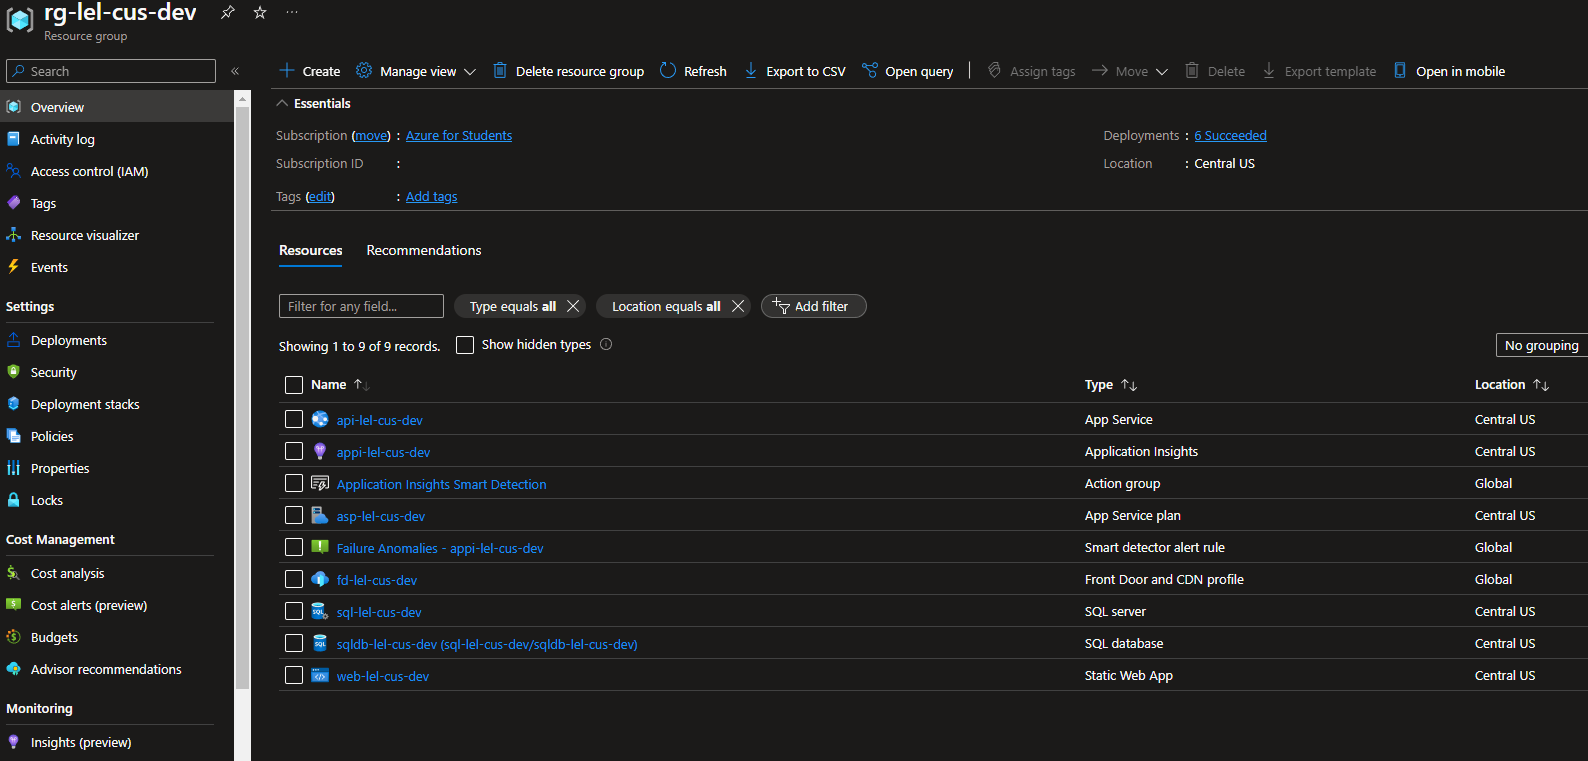 rg-lel-cus-dev
Resource group
Search
Create Manage view Delete resource group Refresh Export to CSV Open query Assign tags Move Delete Export template Open in mobile
Overview
Activity log
Access control (IAM)
Tags
Resource visualizer
Events
Settings
Deployments
Security
Deployment stacks
Policies
Properties
Locks
Cost Management
Cost analysis
Cost alerts (preview)
Budgets
Advisor recommendations
Monitoring
Insights (preview)
Essentials
Subscription (move) : Azure for Students
Subscription ID :
Tags (edit) : Add tags
Deployments : 6 Succeeded
Location : Central US
Resources Recommendations
Filter for any field... Type equals all Location equals all Add filter
Showing 1 to 9 of 9 records. Show hidden types
No grouping
Name Type Location
api-lel-cus-dev App Service Central US
appi-lel-cus-dev Application Insights Central US
Application Insights Smart Detection Action group Global
asp-lel-cus-dev App Service plan Central US
Failure Anomalies - appi-lel-cus-dev Smart detector alert rule Global
fd-lel-cus-dev Front Door and CDN profile Global
sql-lel-cus-dev SQL server Central US
sqldb-lel-cus-dev (sql-lel-cus-dev/sqldb-lel-cus-dev) SQL database Central US
web-lel-cus-dev Static Web App Central US